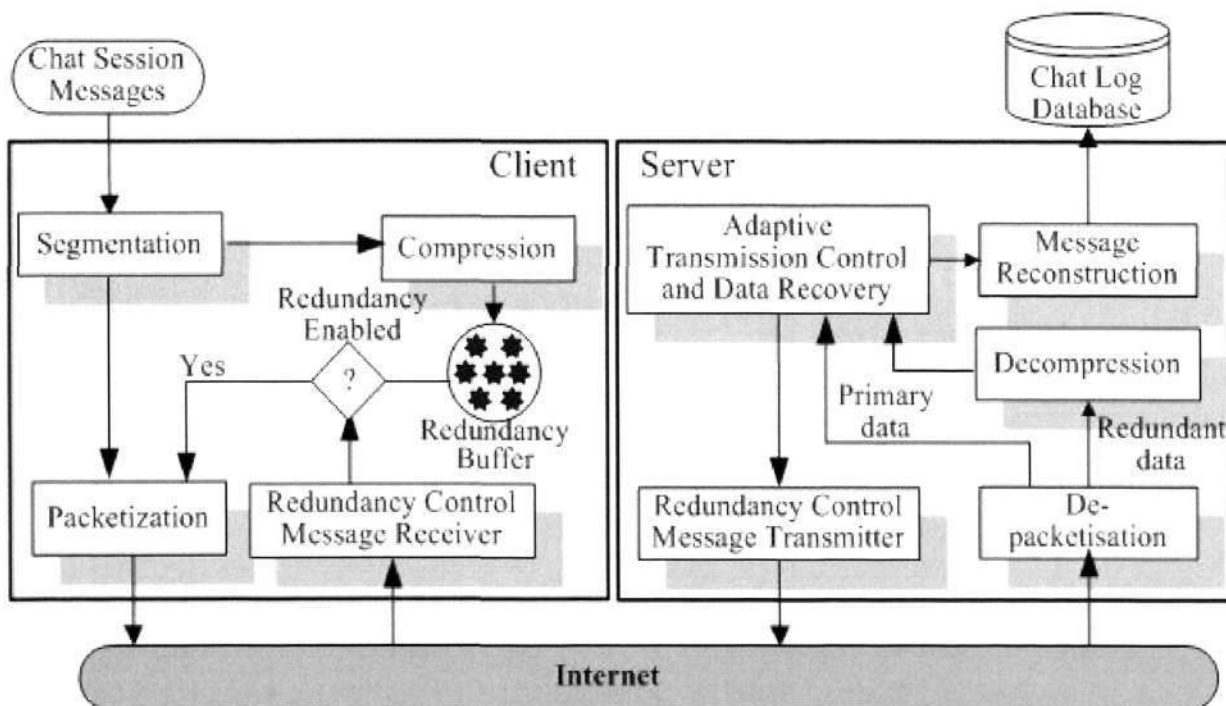 Chat Session
Messages
Chat Log
Database
Client
Segmentation
Compression
Redundancy
Enabled
Yes
?
Redundancy
Buffer
Packetization
Redundancy Control
Message Receiver
Server
Adaptive
Transmission Control
and Data Recovery
Message
Reconstruction
Decompression
Primary
data
Redundant
data
Redundancy Control
Message Transmitter
De-
packetisation
Internet